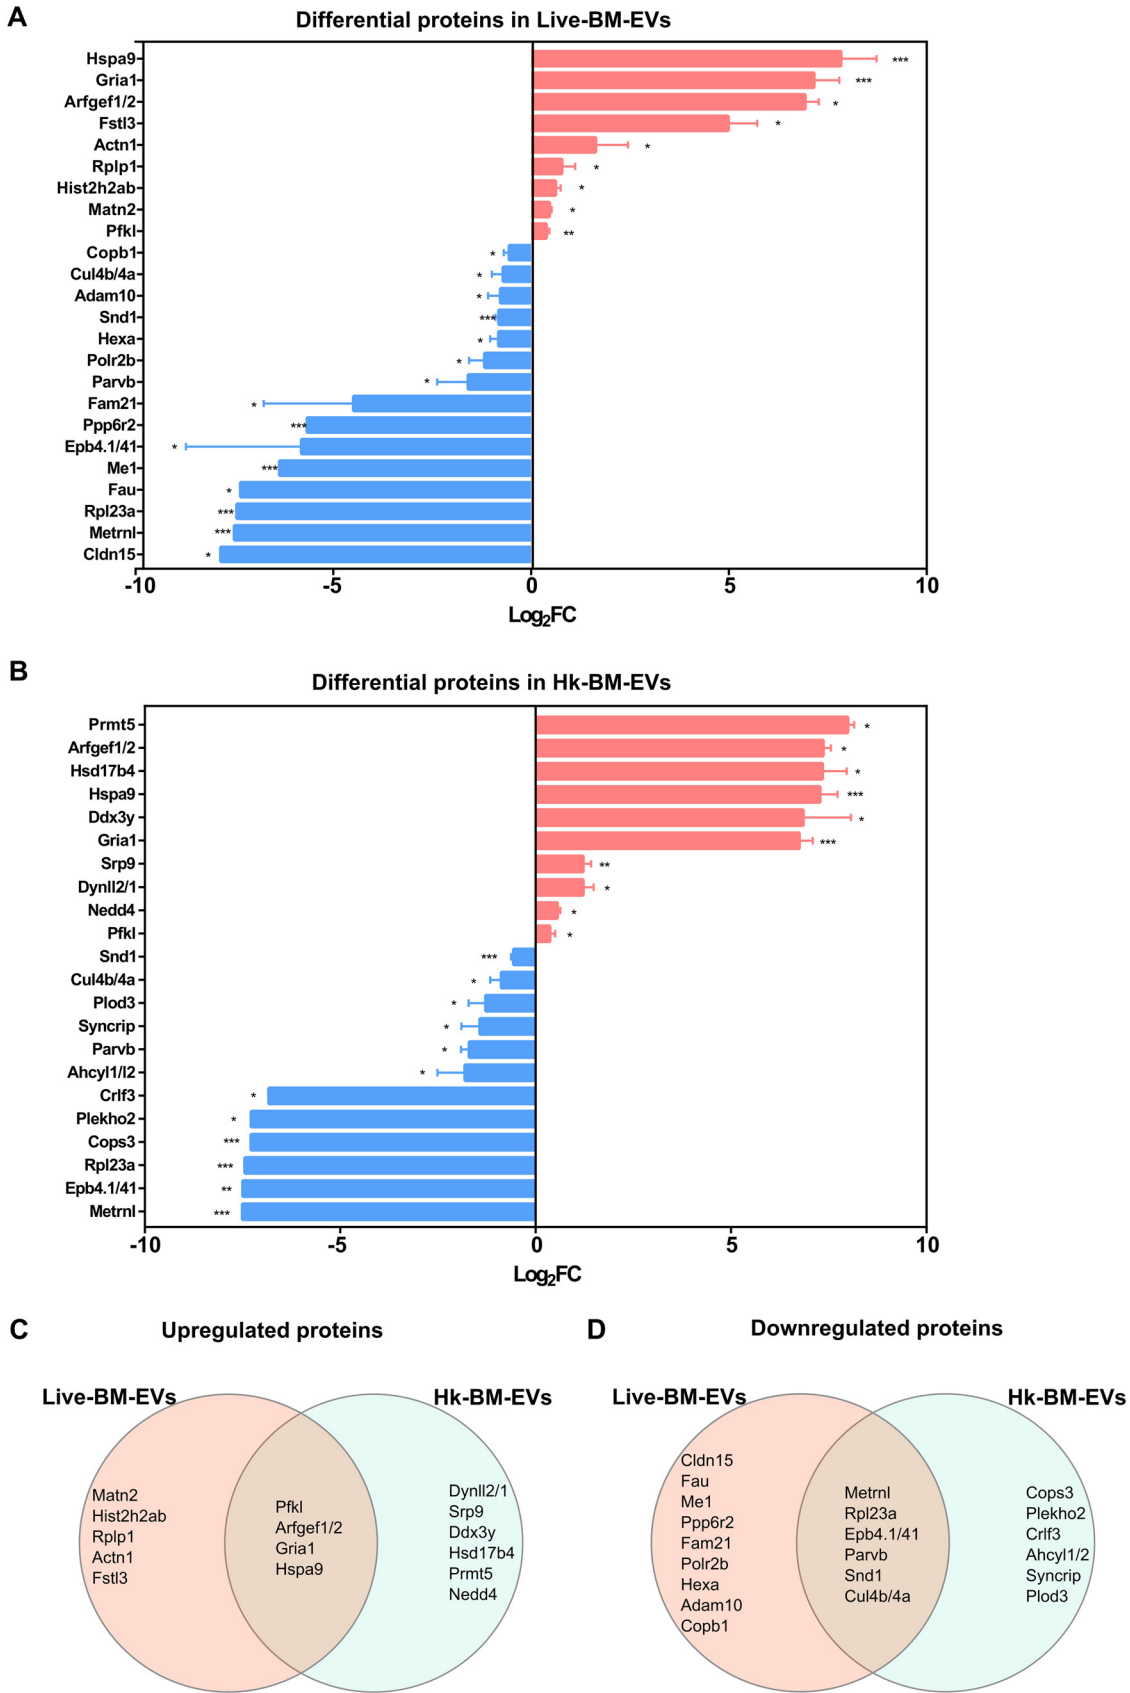 A
Differential proteins in Live-BM-EVs
Hspa9
***
Gria1
***
Arfgef1/2
*
Fstl3
*
Actn1
*
Rplp1
*
Hist2h2ab
*
Matn2
*
Pfkl
**
Copb1
*
Cul4b/4a
*
Adam10
*
Snd1
***
Hexa
*
Polr2b
*
Parvb
*
Fam21
*
Ppp6r2
***
Epb4.1/41
*
Me1
***
Fau
*
Rpl23a
***
Metrnl
***
Cldn15
*
-10 -5 0 5 10
Log2FC
B
Differential proteins in Hk-BM-EVs
Prmt5
*
Arfgef1/2
*
Hsd17b4
*
Hspa9
***
Ddx3y
*
Gria1
***
Srp9
**
Dynll2/1
*
Nedd4
*
Pfkl
*
Snd1
***
Cul4b/4a
*
Plod3
*
Syncrip
*
Parvb
*
Ahcyl1/l2
*
Crlf3
*
Plekho2
*
Cops3
***
Rpl23a
***
Epb4.1/41
**
Metrnl
***
-10 -5 0 5 10
Log2FC
C
Upregulated proteins
Live-BM-EVs
Hk-BM-EVs
Matn2
Hist2h2ab
Rplp1
Actn1
Fstl3
Pfkl
Arfgef1/2
Gria1
Hspa9
Dynll2/1
Srp9
Ddx3y
Hsd17b4
Prmt5
Nedd4
D
Downregulated proteins
Live-BM-EVs
Hk-BM-EVs
Cldn15
Fau
Me1
Ppp6r2
Fam21
Polr2b
Hexa
Adam10
Copb1
Metrnl
Rpl23a
Epb4.1/41
Parvb
Snd1
Cul4b/4a
Cops3
Plekho2
Crlf3
Ahcyl1/2
Syncrip
Plod3